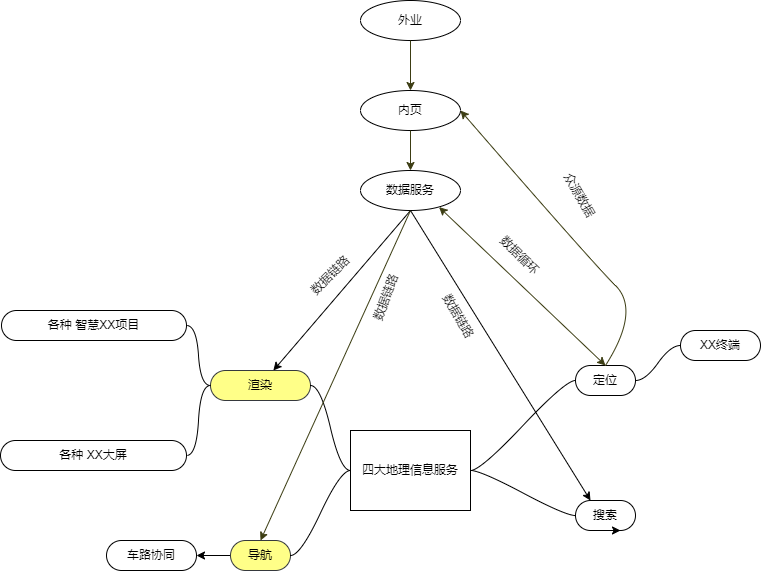 外业
内页
数据服务
众源数据
数据循环
数据链路
数据链路
数据链路
各种 智慧XX项目
XX终端
渲染
定位
各种 XX大屏
四大地理信息服务
搜索
车路协同
导航